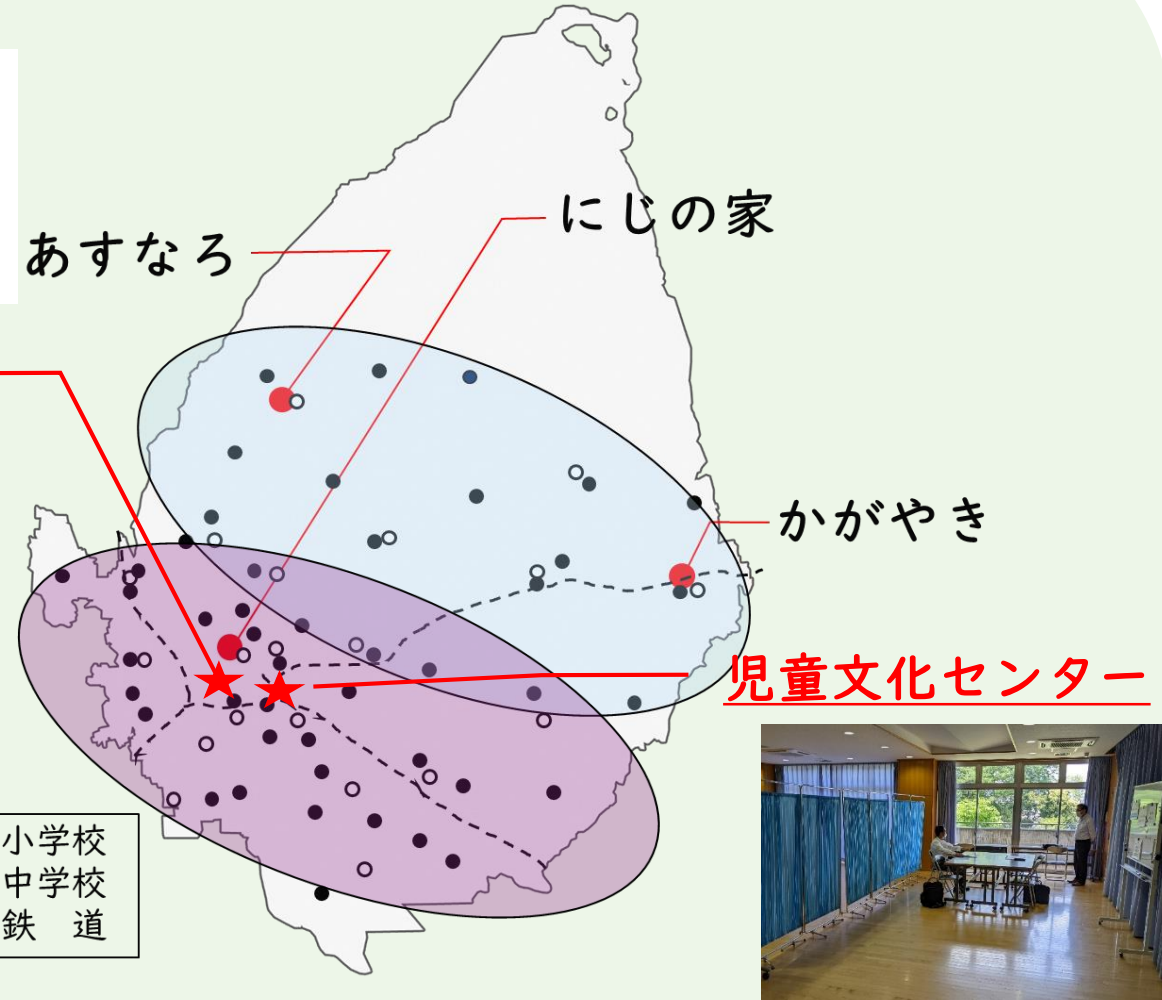 にじの家
あすなろ
かがやき
児童文化センター
小学校
中学校
鉄　道